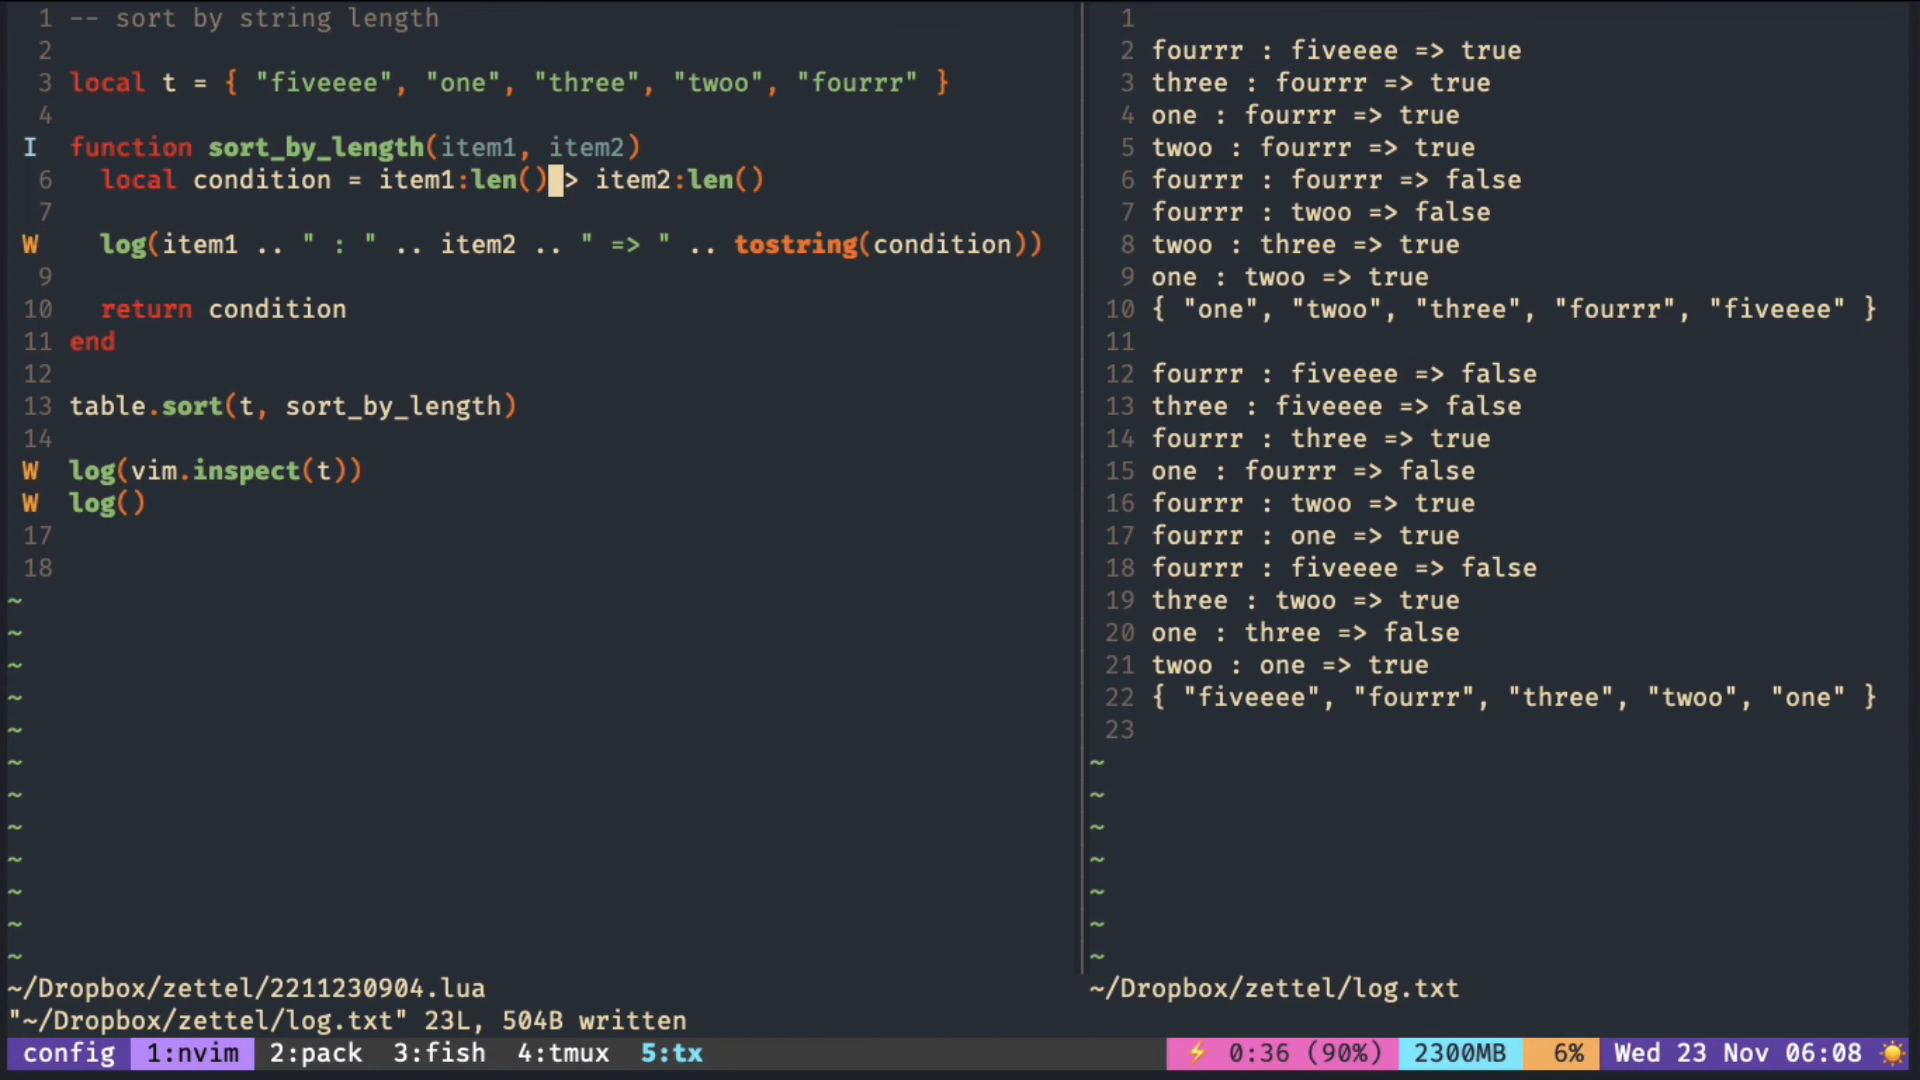 1 -- sort by string length
2
3 local t = { "fiveeee", "one", "three", "twoo", "fourrr" }
4
I function sort_by_length(item1, item2)
6 local condition = item1:len() > item2:len()
7
W log(item1 .. " : " .. item2 .. " => " .. tostring(condition))
9
10 return condition
11 end
12
13 table.sort(t, sort_by_length)
14
W log(vim.inspect(t))
W log()
17
18
~
~
~
~
~
~
~
~
~
~
~
~
~/Dropbox/zettel/2211230904.lua
1
2 fourrr : fiveeee => true
3 three : fourrr => true
4 one : fourrr => true
5 twoo : fourrr => true
6 fourrr : fourrr => false
7 fourrr : twoo => false
8 twoo : three => true
9 one : twoo => true
10 { "one", "twoo", "three", "fourrr", "fiveeee" }
11
12 fourrr : fiveeee => false
13 three : fiveeee => false
14 fourrr : three => true
15 one : fourrr => false
16 fourrr : twoo => true
17 fourrr : one => true
18 fourrr : fiveeee => false
19 three : twoo => true
20 one : three => false
21 twoo : one => true
22 { "fiveeee", "fourrr", "three", "twoo", "one" }
23
~
~
~
~
~
~
~
~/Dropbox/zettel/log.txt
"~/Dropbox/zettel/log.txt" 23L, 504B written
config 1:nvim 2:pack 3:fish 4:tmux 5:tx ⚡ 0:36 (90%) 2300MB 6% Wed 23 Nov 06:08 ☀️